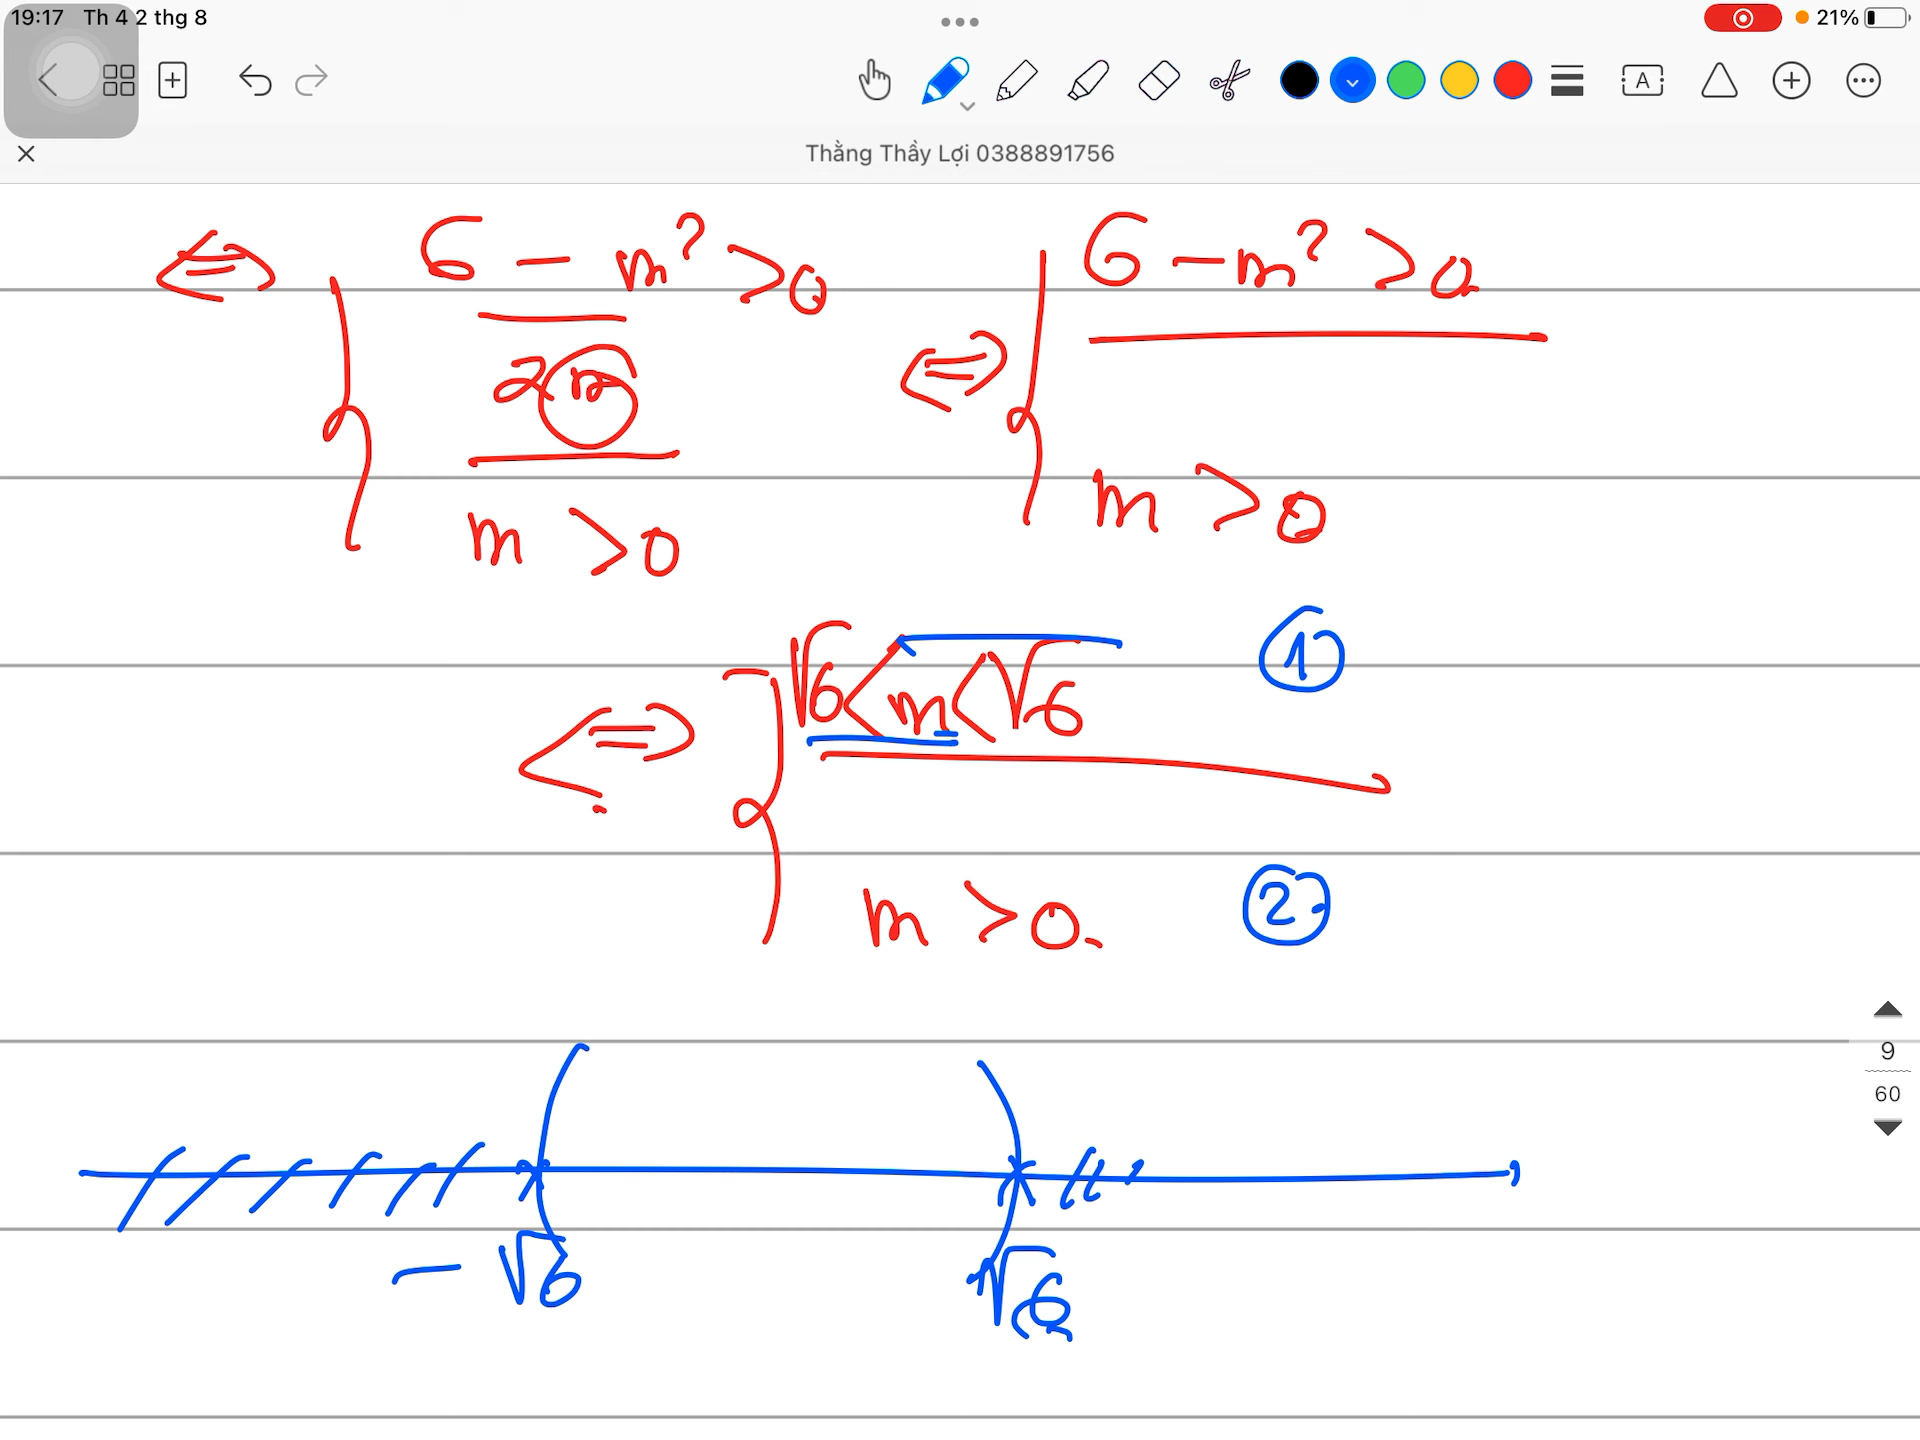 19:17 Th 4 2 thg 8
21%
A
Thằng Thầy Lợi 0388891756
⇔ { (6 - m²)/(2m) > 0
m > 0
⇔ { 6 - m² > 0
m > 0
⇔ { -√6 < m < √6 ①
m > 0. ②
9
60
-√6 √6